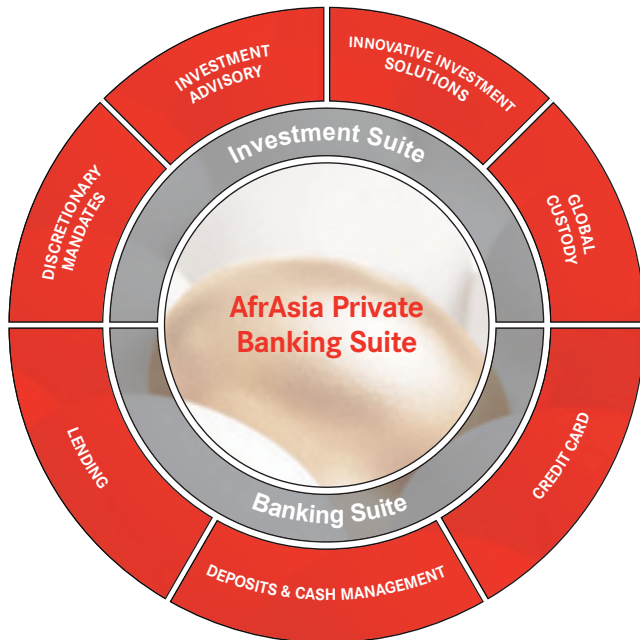 INVESTMENT
ADVISORY
INNOVATIVE INVESTMENT
SOLUTIONS
DISCRETIONARY
MANDATES
Investment Suite
GLOBAL
CUSTODY
AfrAsia Private
Banking Suite
LENDING
Banking Suite
CREDIT CARD
DEPOSITS & CASH MANAGEMENT